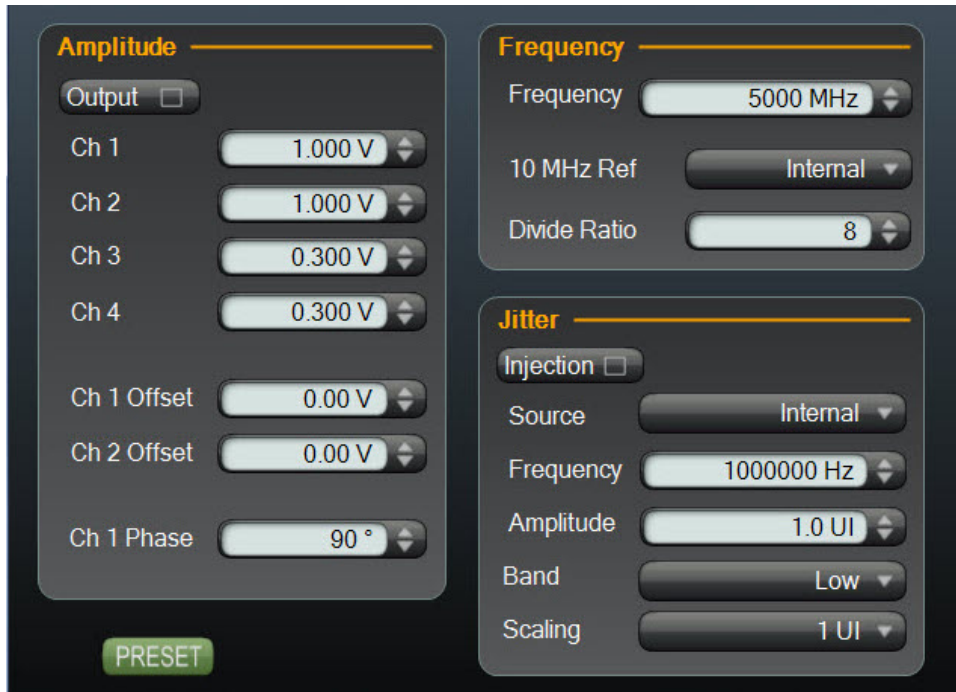 Amplitude
Output
Ch 1 1.000 V
Ch 2 1.000 V
Ch 3 0.300 V
Ch 4 0.300 V
Ch 1 Offset 0.00 V
Ch 2 Offset 0.00 V
Ch 1 Phase 90 °
PRESET
Frequency
Frequency 5000 MHz
10 MHz Ref Internal
Divide Ratio 8
Jitter
Injection
Source Internal
Frequency 1000000 Hz
Amplitude 1.0 UI
Band Low
Scaling 1 UI